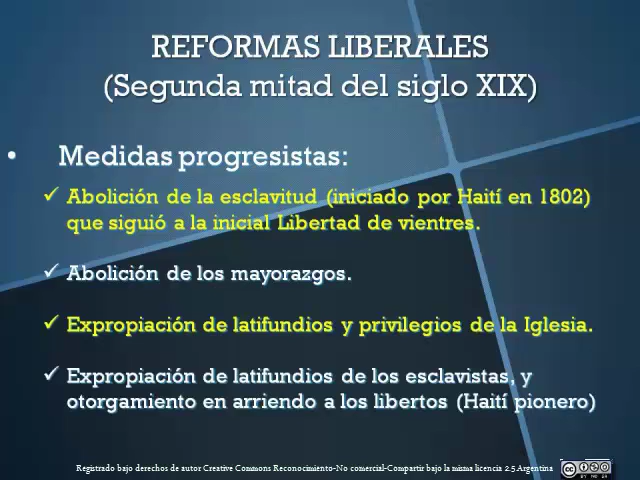 REFORMAS LIBERALES
(Segunda mitad del siglo XIX)
• Medidas progresistas:
✓ Abolición de la esclavitud (iniciado por Haití en 1802)
que siguió a la inicial Libertad de vientres.
✓ Abolición de los mayorazgos.
✓ Expropiación de latifundios y privilegios de la Iglesia.
✓ Expropiación de latifundios de los esclavistas, y
otorgamiento en arriendo a los libertos (Haití pionero)
Registrado bajo derechos de autor Creative Commons Reconocimiento-No comercial-Compartir bajo la misma licencia 2.5 Argentina
BY NC SA